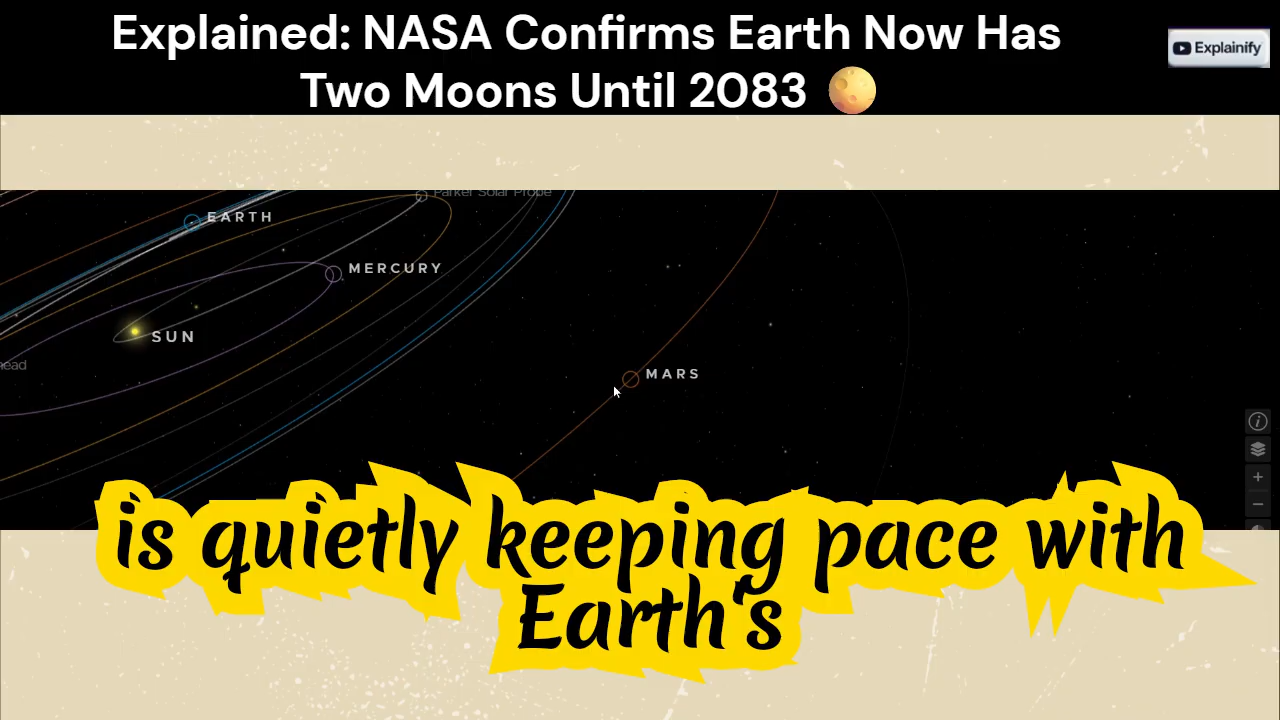 Explained: NASA Confirms Earth Now Has
Two Moons Until 2083
Explainify
Parker Solar Probe
EARTH
MERCURY
SUN
head
MARS
is quietly keeping pace with
Earth's